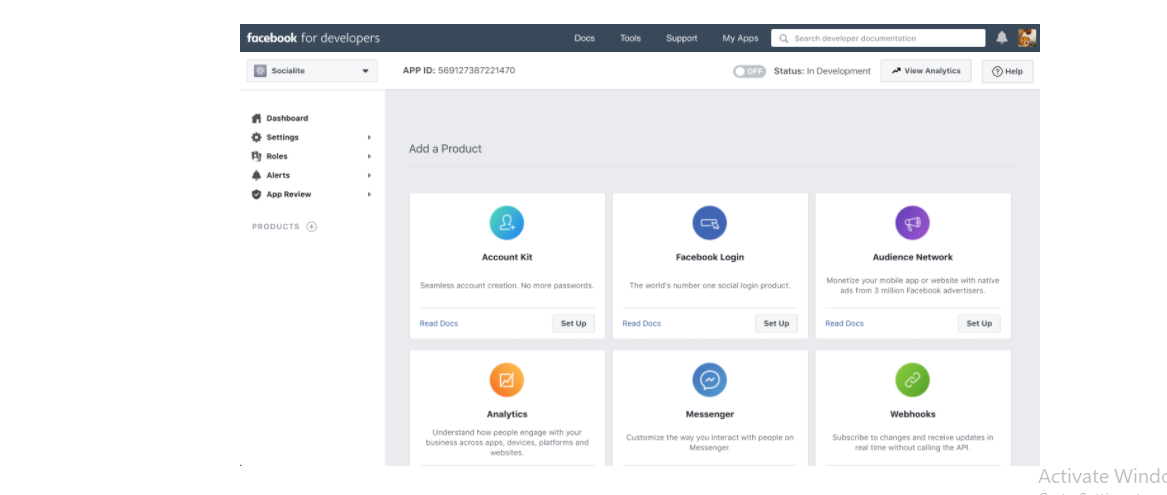 facebook for developers
Docs
Tools
Support
My Apps
Search developer documentation
Socialite
APP ID: 569127387221470
OFF
Status: In Development
View Analytics
Help
Dashboard
Settings
Roles
Alerts
App Review
PRODUCTS
Add a Product
Account Kit
Seamless account creation. No more passwords.
Read Docs
Set Up
Facebook Login
The world's number one social login product.
Read Docs
Set Up
Audience Network
Monetize your mobile app or website with native
ads from 3 million Facebook advertisers.
Read Docs
Set Up
Analytics
Understand how people engage with your
business across apps, devices, platforms and
websites.
Messenger
Customize the way you interact with people on
Messenger.
Webhooks
Subscribe to changes and receive updates in
real time without calling the API.
Activate